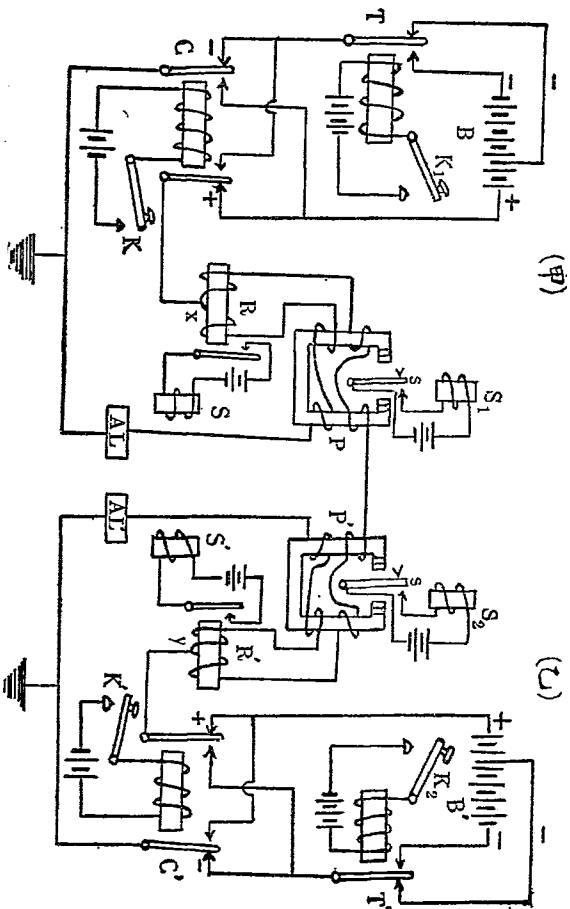 (甲) (乙)
− −
S₁ S₂
− + + −
B B'
K₁ K₂
s s
T T'
P P'
R R'
S S'
− + + −
C x y C'
K AL AL' K'